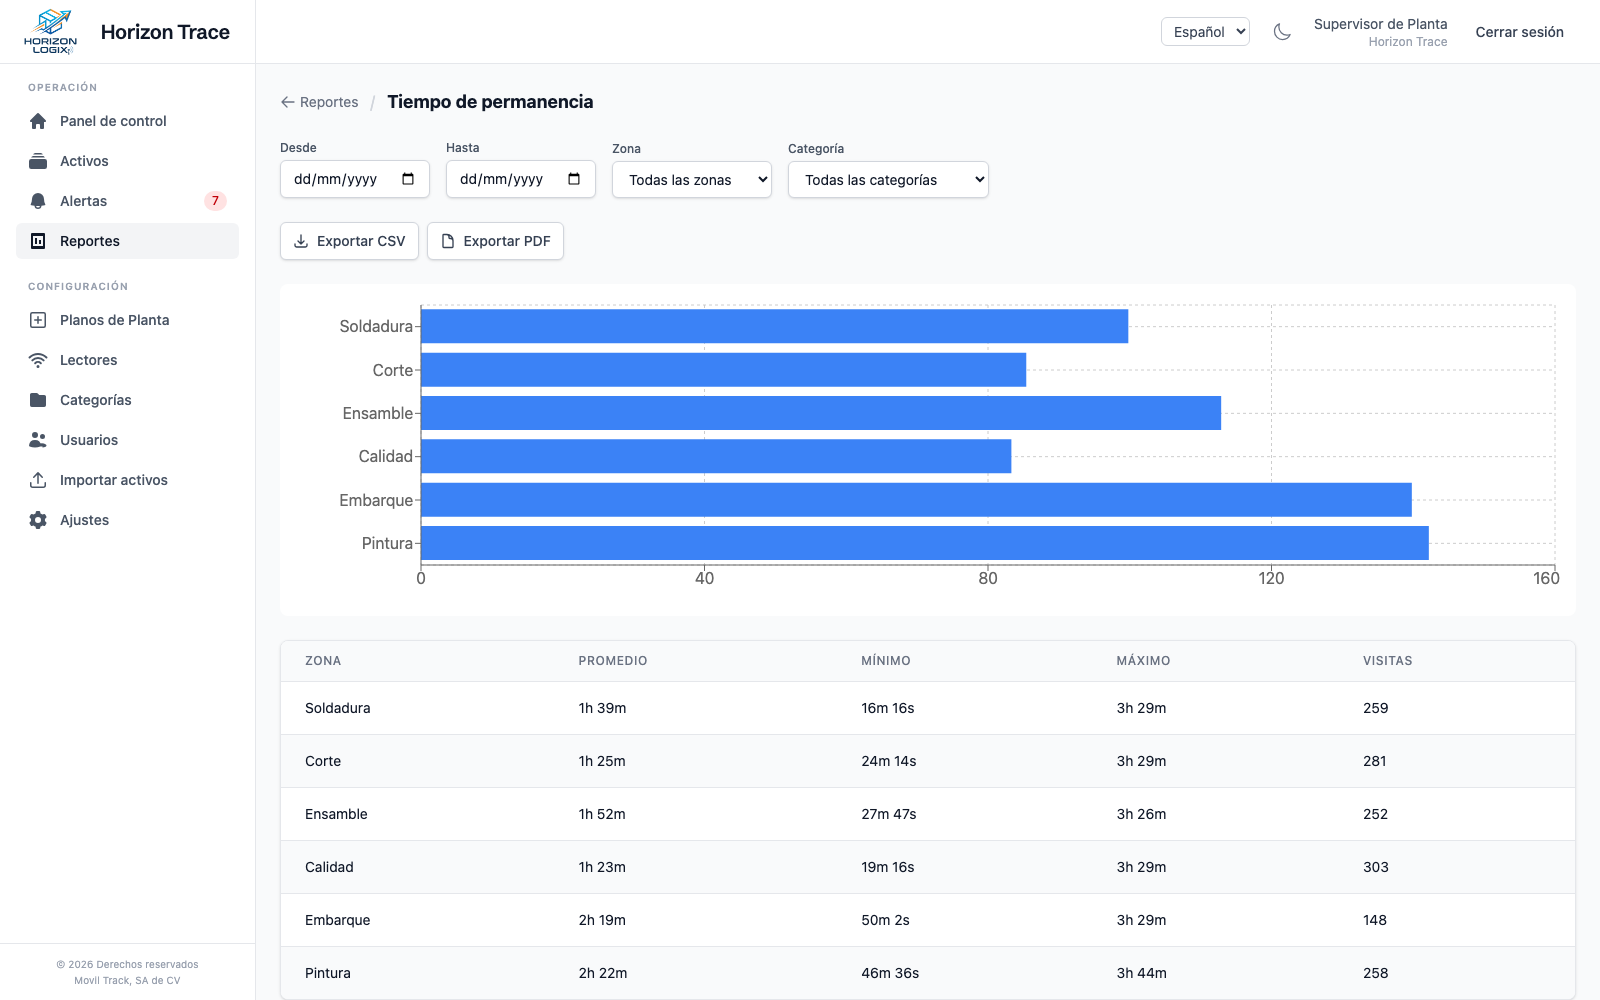 HORIZON
LOGIX
Horizon Trace
Español
Supervisor de Planta
Horizon Trace
Cerrar sesión
OPERACIÓN
Panel de control
Activos
Alertas 7
Reportes
CONFIGURACIÓN
Planos de Planta
Lectores
Categorías
Usuarios
Importar activos
Ajustes
© 2026 Derechos reservados
Movil Track, SA de CV
← Reportes / Tiempo de permanencia
Desde Hasta Zona Categoría
dd/mm/yyyy dd/mm/yyyy Todas las zonas Todas las categorías
Exportar CSV Exportar PDF
Soldadura
Corte
Ensamble
Calidad
Embarque
Pintura
0 40 80 120 160
ZONA PROMEDIO MÍNIMO MÁXIMO VISITAS
Soldadura 1h 39m 16m 16s 3h 29m 259
Corte 1h 25m 24m 14s 3h 29m 281
Ensamble 1h 52m 27m 47s 3h 26m 252
Calidad 1h 23m 19m 16s 3h 29m 303
Embarque 2h 19m 50m 2s 3h 29m 148
Pintura 2h 22m 46m 36s 3h 44m 258